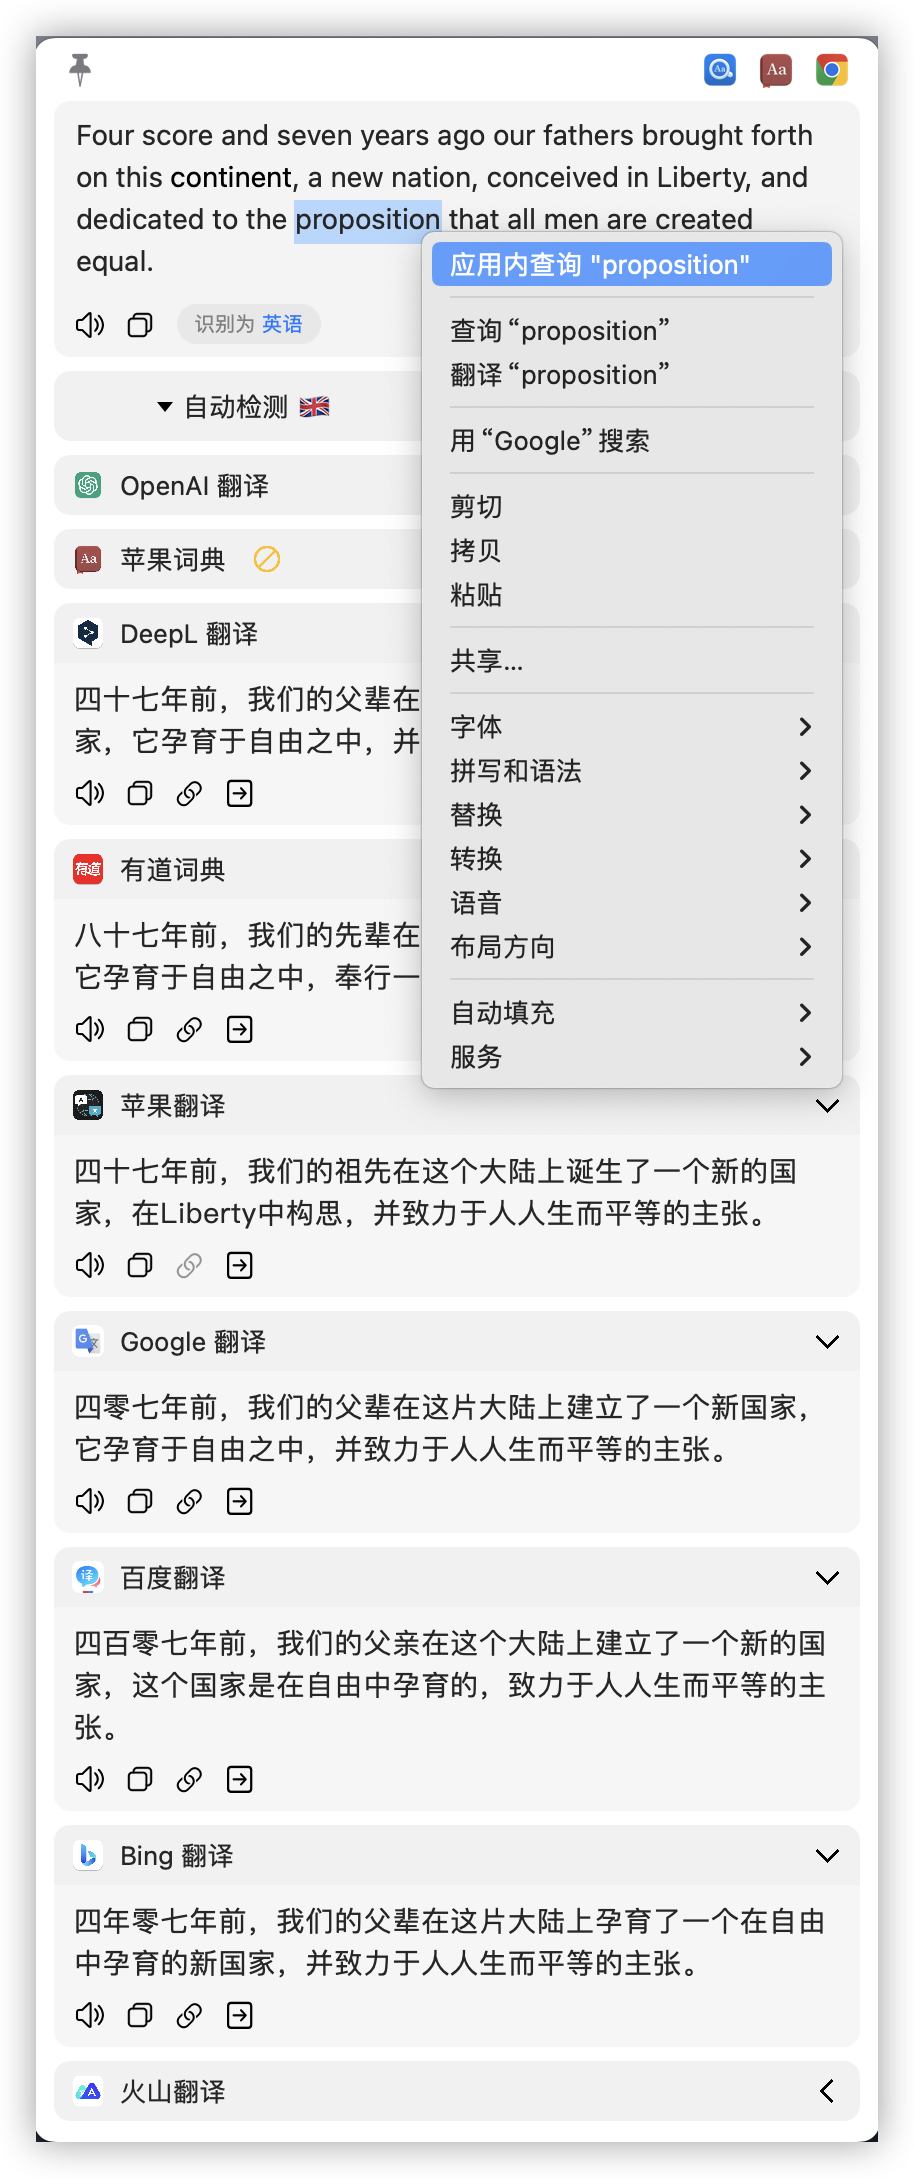 Four score and seven years ago our fathers brought forth
on this continent, a new nation, conceived in Liberty, and
dedicated to the proposition that all men are created
equal.
识别为 英语
自动检测
OpenAI 翻译
苹果词典
DeepL 翻译
四十七年前，我们的父辈在
家，它孕育于自由之中，并
有道词典
八十七年前，我们的先辈在
它孕育于自由之中，奉行一
应用内查询 "proposition"
查询 “proposition”
翻译 “proposition”
用 “Google” 搜索
剪切
拷贝
粘贴
共享...
字体
拼写和语法
替换
转换
语音
布局方向
自动填充
服务
苹果翻译
四十七年前，我们的祖先在这个大陆上诞生了一个新的国
家，在Liberty中构思，并致力于人人生而平等的主张。
Google 翻译
四零七年前，我们的父辈在这片大陆上建立了一个新国家，
它孕育于自由之中，并致力于人人生而平等的主张。
百度翻译
四百零七年前，我们的父亲在这个大陆上建立了一个新的国
家，这个国家是在自由中孕育的，致力于人人生而平等的主
张。
Bing 翻译
四年零七年前，我们的父辈在这片大陆上孕育了一个在自由
中孕育的新国家，并致力于人人生而平等的主张。
火山翻译